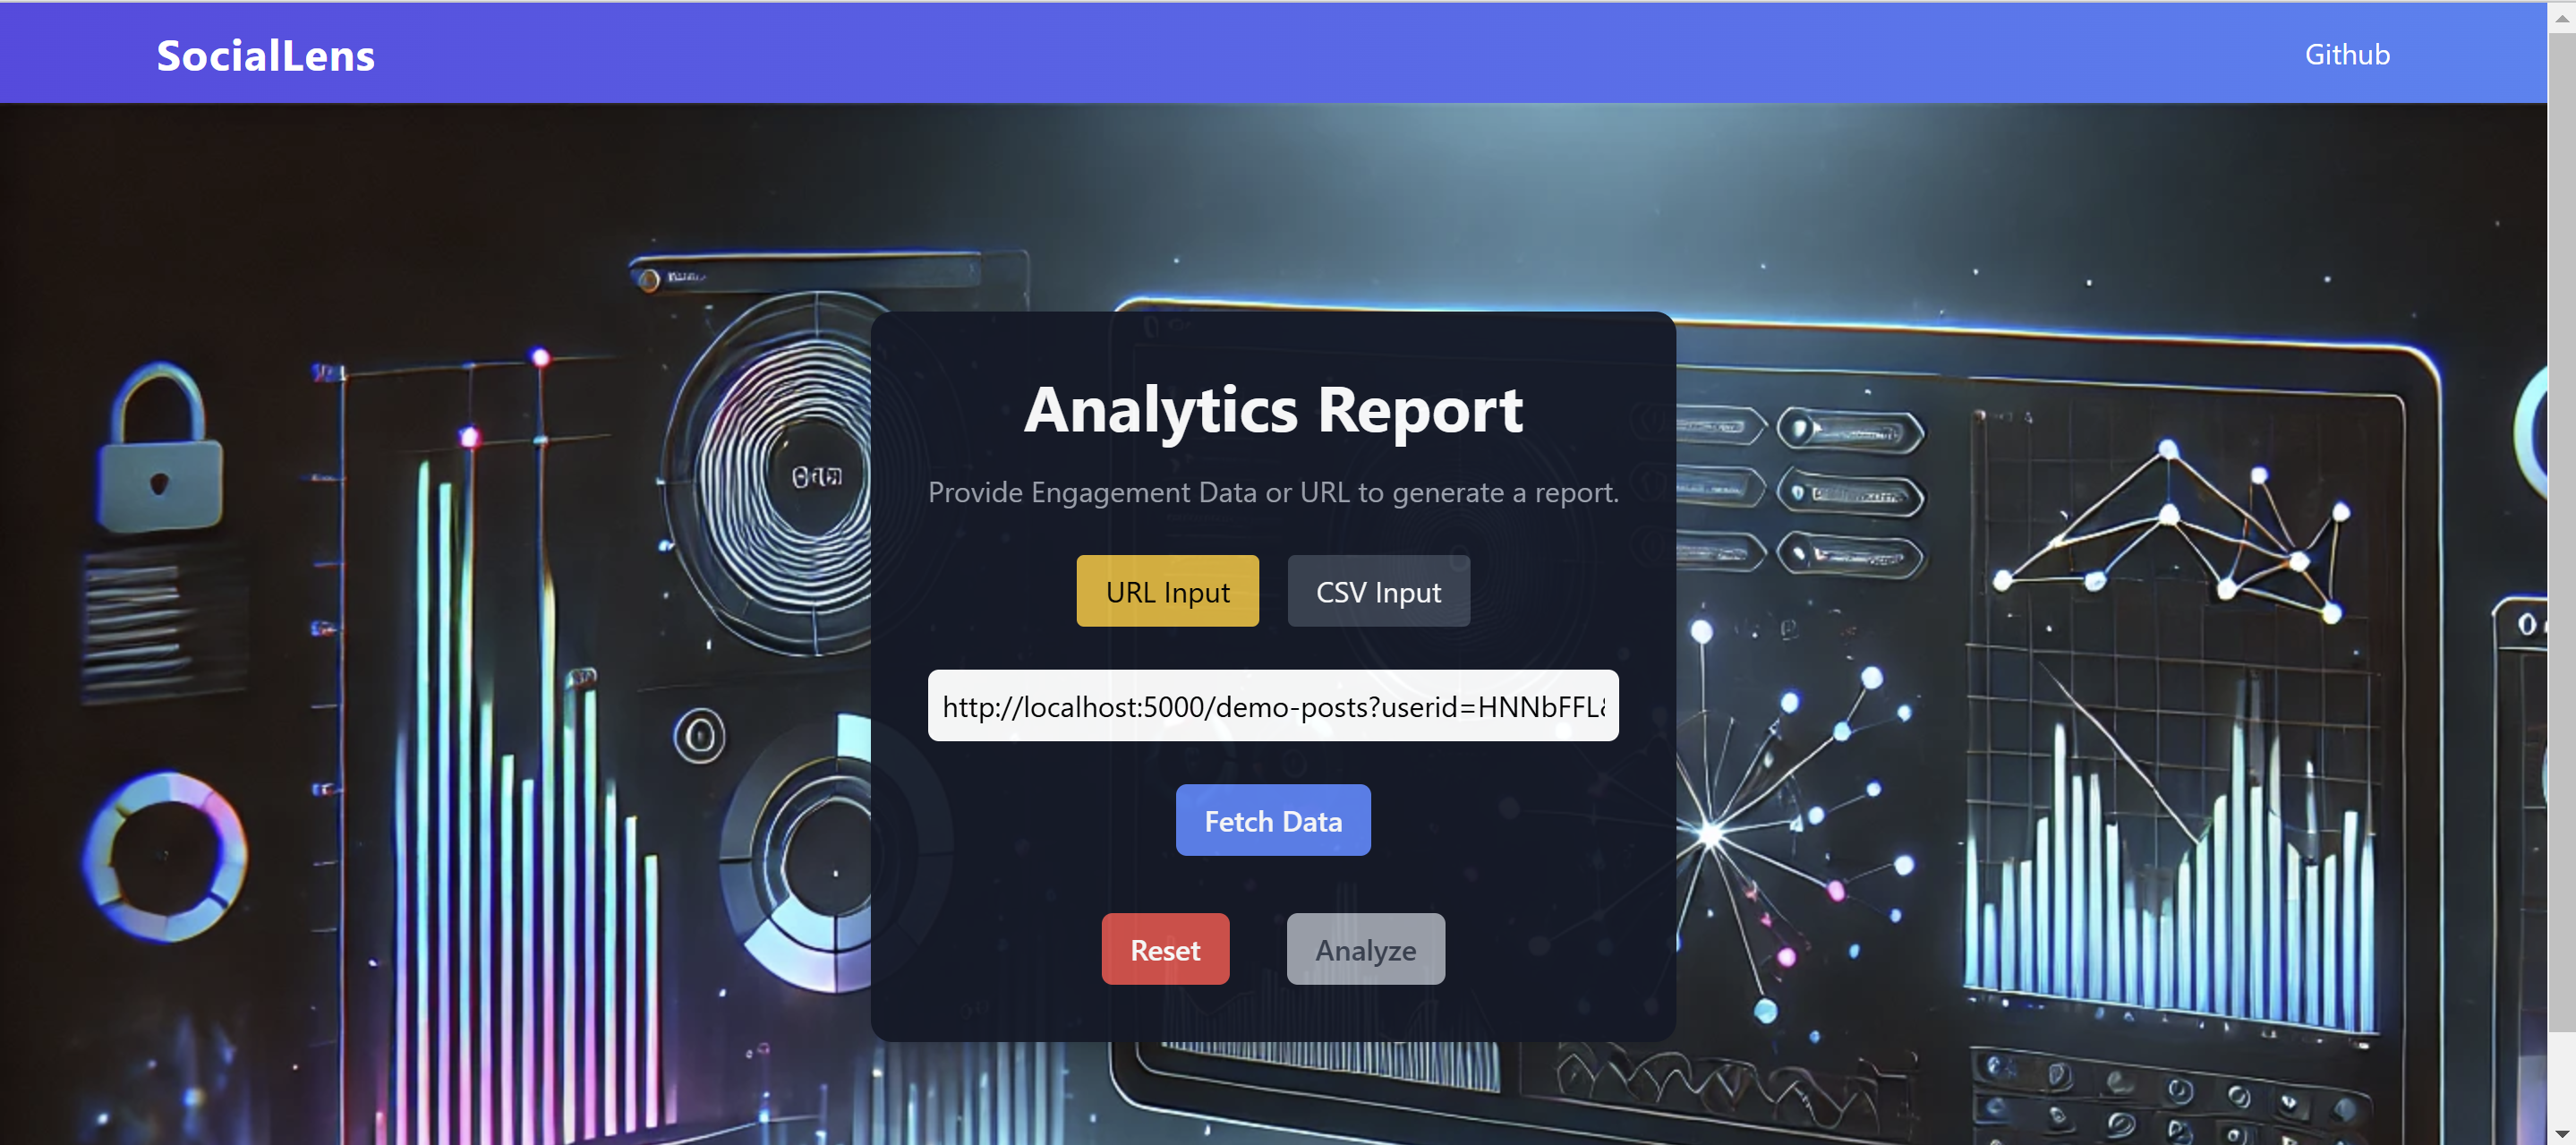 SocialLens
Github
Analytics Report
Provide Engagement Data or URL to generate a report.
URL Input
CSV Input
http://localhost:5000/demo-posts?userid=HNNbFFL&
Fetch Data
Reset
Analyze